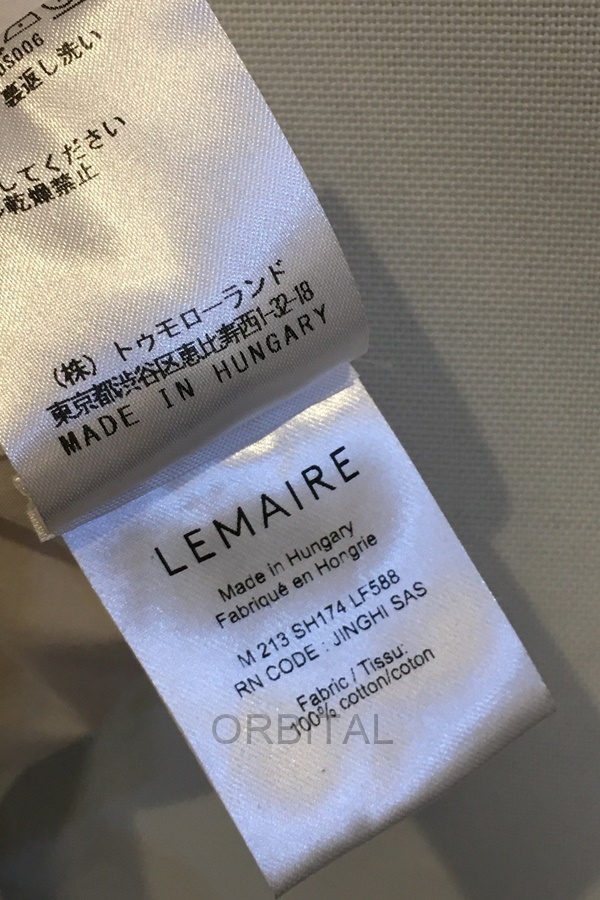 裏返し洗い
してください
乾燥禁止
(株) トゥモローランド
東京都渋谷区恵比寿西1-32-18
MADE IN HUNGARY
LEMAIRE
Made in Hungary
Fabriqué en Hongrie
M 213 SH174 LF588
RN CODE : JINGHI SAS
Fabric / Tissu:
100% cotton/coton
ORBITAL